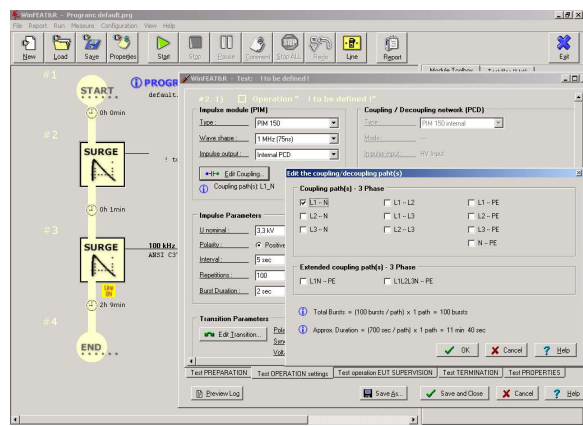 WinFEAT&R - Programc default.prg
File Report Run Measure Configuration View Help
New Load Save Properties Start Stop Pause Comment Stop ALL Redo Line Report Exit
#1
START
PROGR
default.
0h 0min
#2
SURGE
! to
0h 1min
#3
SURGE
100 kHz
ANSI C3
Line ON
2h 9min
#4
END
WinFEAT&R - Test: ! to be defined !
#2. 1) Operation " ! to be defined !"
Impulse module (PIM)
Type : PIM 150
Wave shape : 1 MHz (75ns)
Impulse output : Internal PCD
Edit Coupling...
Coupling path(s): L1_N
Coupling / Decoupling network (PCD)
Type : PIM 150 internal
Mode : ---
Impulse input : HV Input
Impulse Parameters
U nominal : 3,3 kV
Polarity : Positive
Interval : 5 sec
Repetitions : 100
Burst Duration : 2 sec
Transition Parameters
Edit Transition...
Edit the coupling/decoupling paht(s)
Coupling path(s) - 3 Phase
L1 -- N L1 -- L2 L1 -- PE
L2 -- N L2 -- L3 L2 -- PE
L3 -- N L1 -- L3 L3 -- PE
N -- PE
Extended coupling path(s) - 3 Phase
L1N -- PE L1L2L3N -- PE
Total Bursts = (100 bursts / path) x 1 path = 100 bursts
Approx. Duration = (700 sec / path) x 1 path = 11 min 40 sec
OK Cancel ? Help
Test PREPARATION Test OPERATION settings Test operation EUT SUPERVISION Test TERMINATION Test PROPERTIES
Preview Log Save As... Save and Close Cancel ? Help